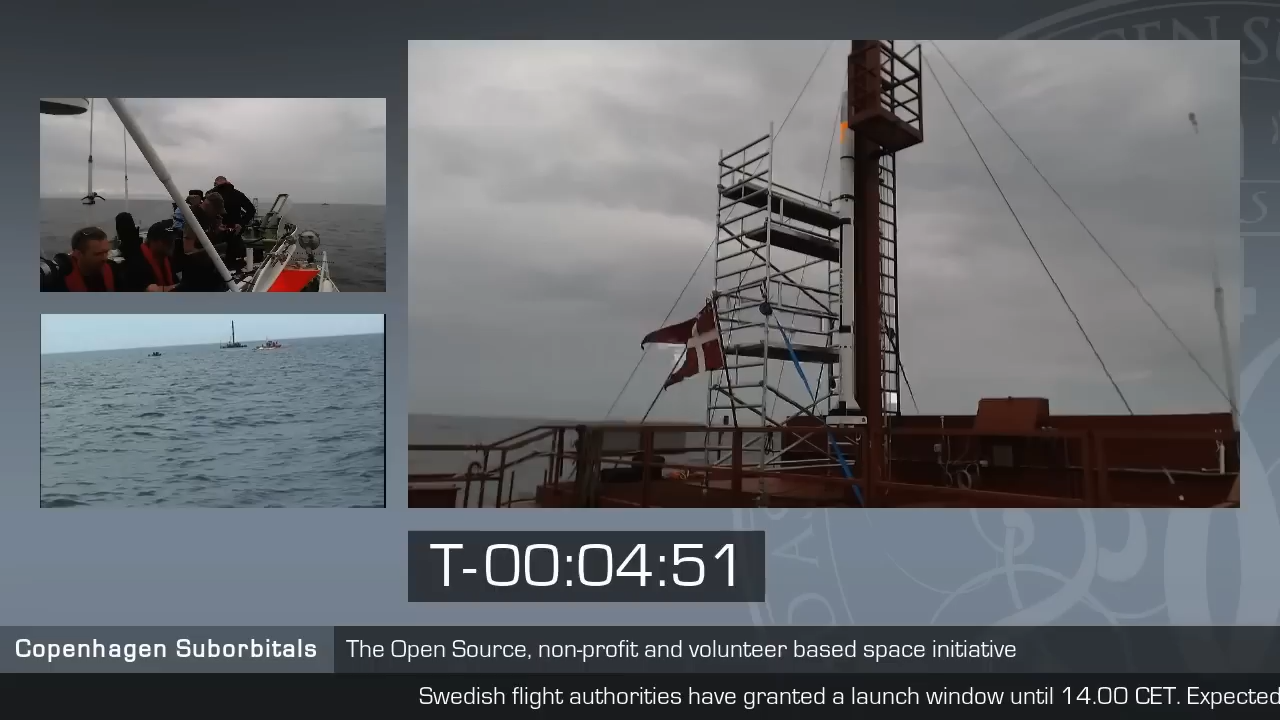 T-00:04:51
Copenhagen Suborbitals
The Open Source, non-profit and volunteer based space initiative
Swedish flight authorities have granted a launch window until 14.00 CET. Expected